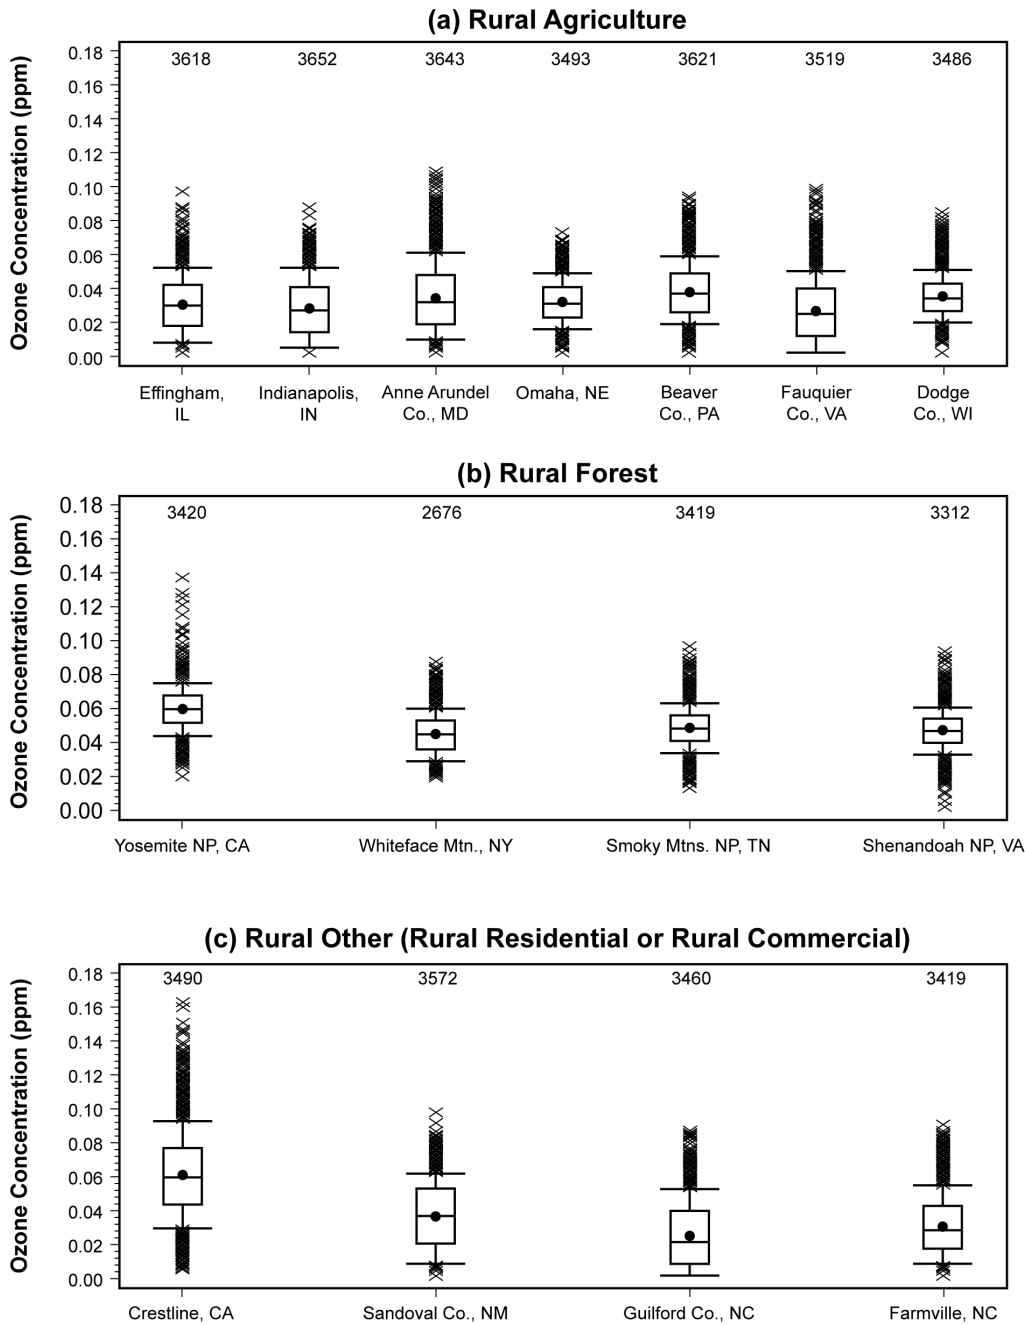 (a) Rural Agriculture
Ozone Concentration (ppm)
0.18
0.16
0.14
0.12
0.10
0.08
0.06
0.04
0.02
0.00
3618 3652 3643 3493 3621 3519 3486
Effingham, Indianapolis, Anne Arundel Omaha, NE Beaver Fauquier Dodge
IL IN Co., MD Co., PA Co., VA Co., WI
(b) Rural Forest
Ozone Concentration (ppm)
0.18
0.16
0.14
0.12
0.10
0.08
0.06
0.04
0.02
0.00
3420 2676 3419 3312
Yosemite NP, CA Whiteface Mtn., NY Smoky Mtns. NP, TN Shenandoah NP, VA
(c) Rural Other (Rural Residential or Rural Commercial)
Ozone Concentration (ppm)
0.18
0.16
0.14
0.12
0.10
0.08
0.06
0.04
0.02
0.00
3490 3572 3460 3419
Crestline, CA Sandoval Co., NM Guilford Co., NC Farmville, NC